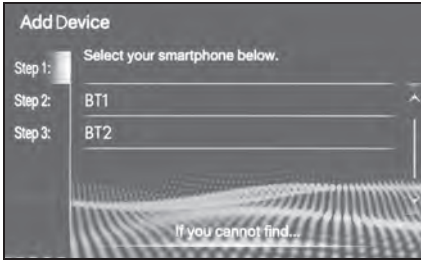 Add Device
Step 1:
Select your smartphone below.
Step 2:
BT1
Step 3:
BT2
If you cannot find...